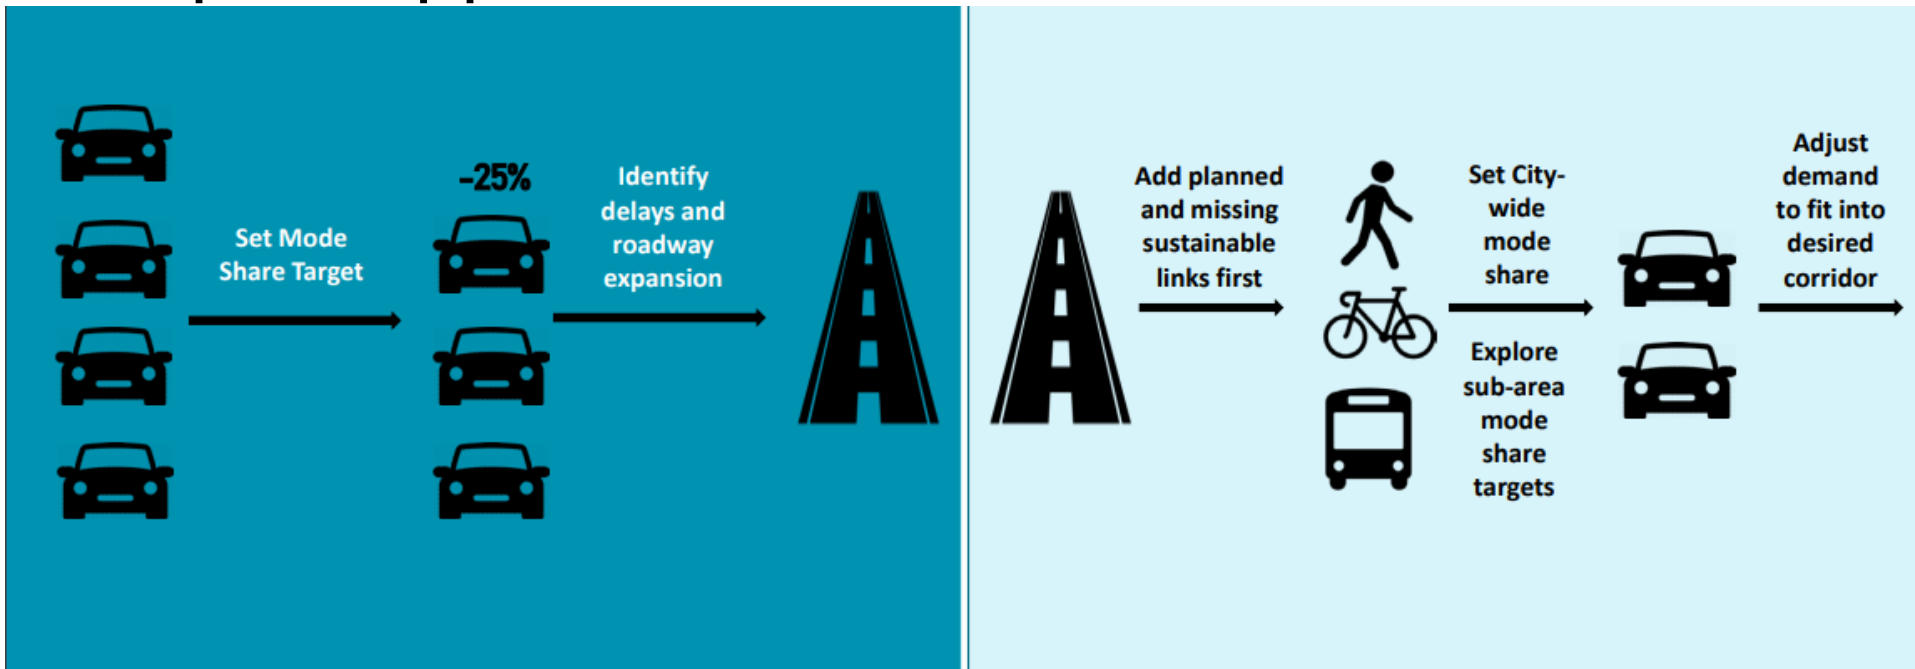 Set Mode
Share Target
-25%
Identify
delays and
roadway
expansion
Add planned
and missing
sustainable
links first
Set City-
wide
mode
share
Explore
sub-area
mode
share
targets
Adjust
demand
to fit into
desired
corridor